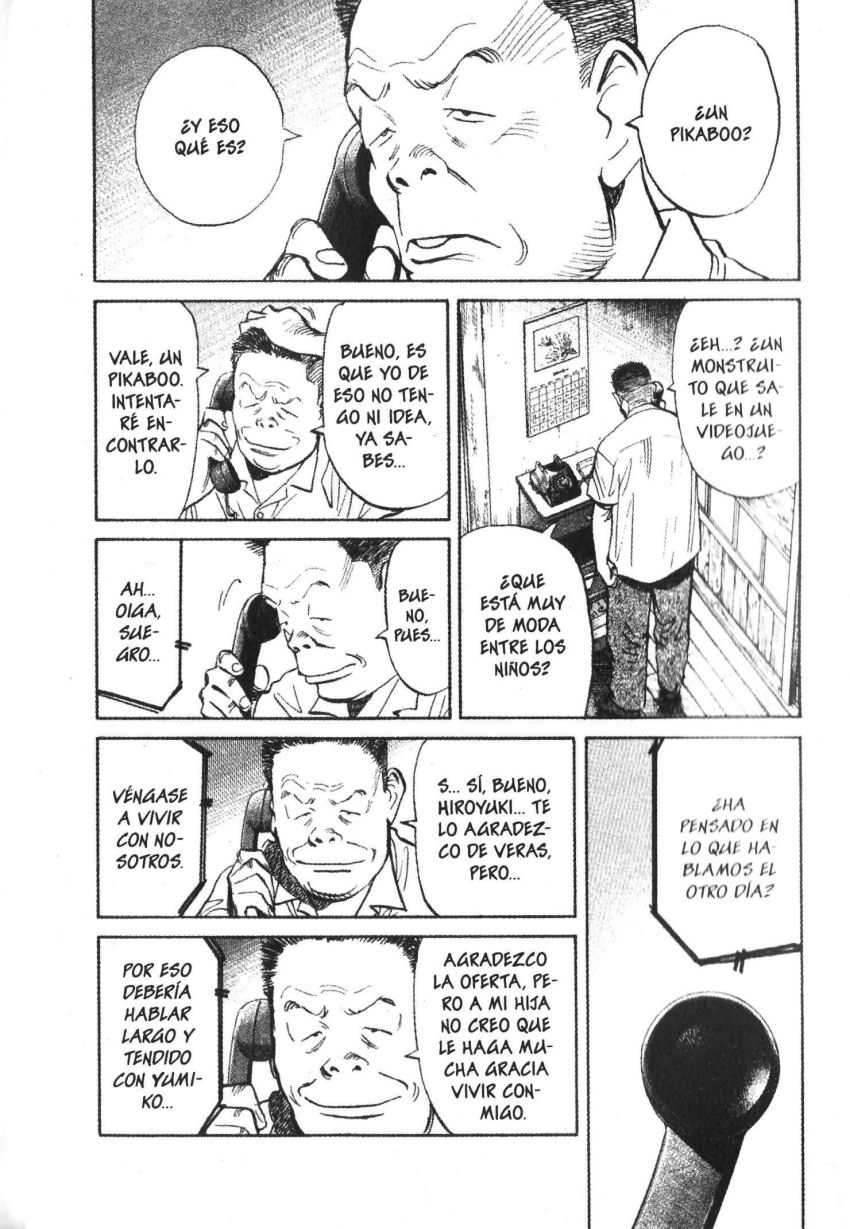 ¿UN
PIKABOO?
¿Y ESO
QUÉ ES?
¿EH...? ¿UN
MONSTRUI-
TO QUE SA-
LE EN UN
VIDEOJUE-
GO...?
¿QUE
ESTÁ MUY
DE MODA
ENTRE LOS
NIÑOS?
BUENO, ES
QUE YO DE
ESO NO TEN-
GO NI IDEA,
YA SA-
BES...
VALE, UN
PIKABOO.
INTENTA-
RÉ EN-
CONTRAR-
LO.
BUE-
NO,
PUES...
AH...
OIGA,
SUE-
GRO...
¿HA
PENSADO EN
LO QUE HA-
BLAMOS EL
OTRO DÍA?
S... SÍ, BUENO,
HIROYUKI... TE
LO AGRADEZ-
CO DE VERAS,
PERO...
VÉNGASE
A VIVIR
CON NO-
SOTROS.
AGRADEZCO
LA OFERTA, PE-
RO A MI HIJA
NO CREO QUE
LE HAGA MU-
CHA GRACIA
VIVIR CON-
MIGO.
POR ESO
DEBERÍA
HABLAR
LARGO Y
TENDIDO
CON YUMI-
KO...